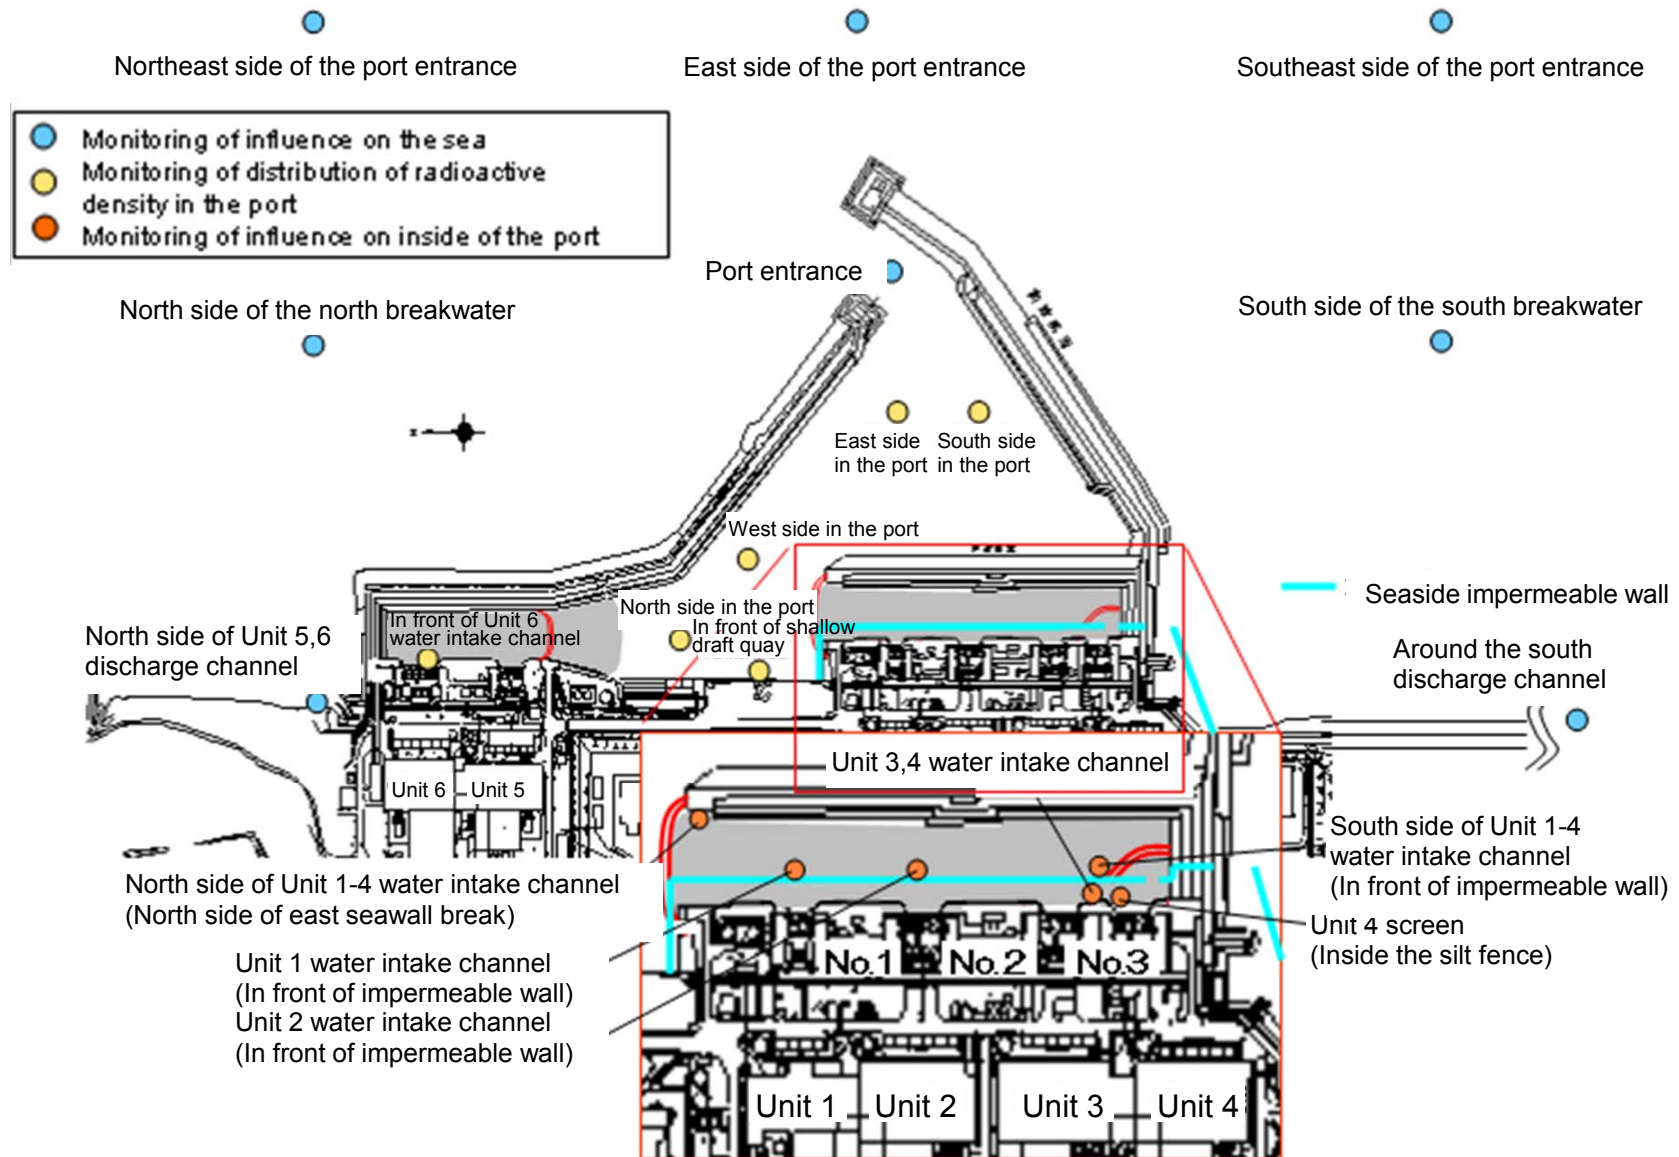 Northeast side of the port entrance
East side of the port entrance
Southeast side of the port entrance
Monitoring of influence on the sea
Monitoring of distribution of radioactive
density in the port
Monitoring of influence on inside of the port
Port entrance
North side of the north breakwater
South side of the south breakwater
East side
in the port
South side
in the port
West side in the port
Seaside impermeable wall
North side in the port
In front of Unit 6
water intake channel
In front of shallow
draft quay
North side of Unit 5,6
discharge channel
Around the south
discharge channel
Unit 3,4 water intake channel
Unit 6
Unit 5
South side of Unit 1-4
water intake channel
(In front of impermeable wall)
North side of Unit 1-4 water intake channel
(North side of east seawall break)
Unit 4 screen
(Inside the silt fence)
Unit 1 water intake channel
(In front of impermeable wall)
Unit 2 water intake channel
(In front of impermeable wall)
No.1
No.2
No.3
Unit 1
Unit 2
Unit 3
Unit 4